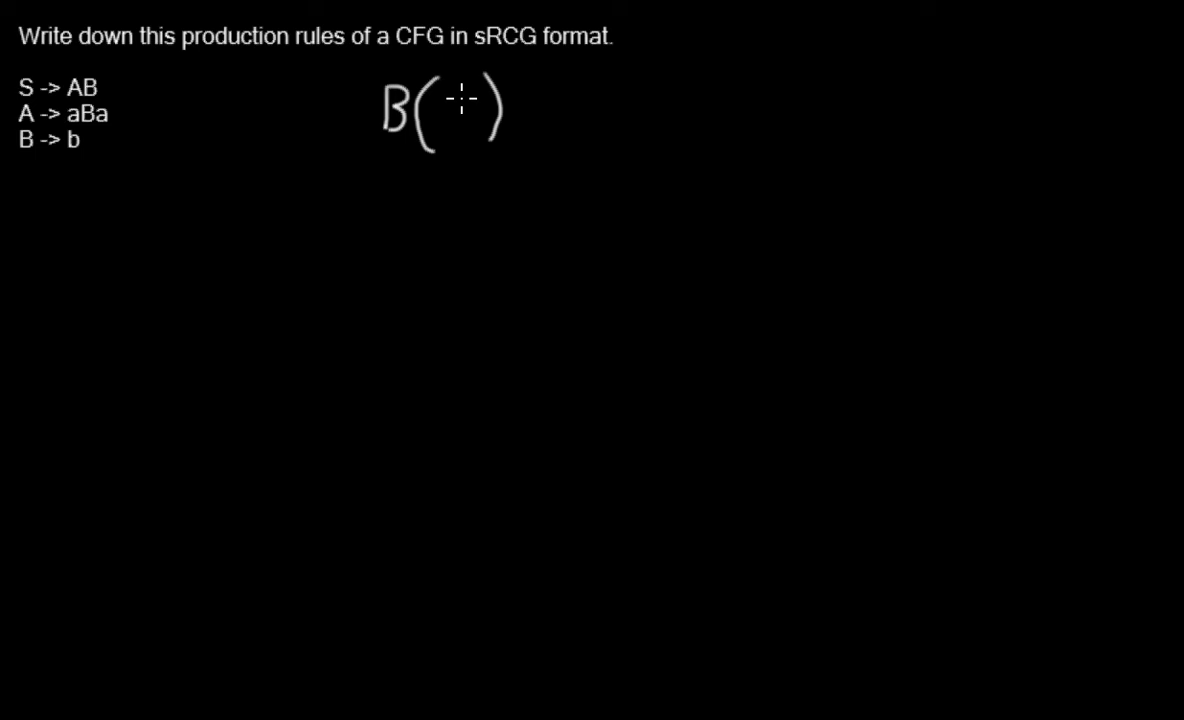 Write down this production rules of a CFG in sRCG format.
S -> AB
A -> aBa
B -> b
B( )